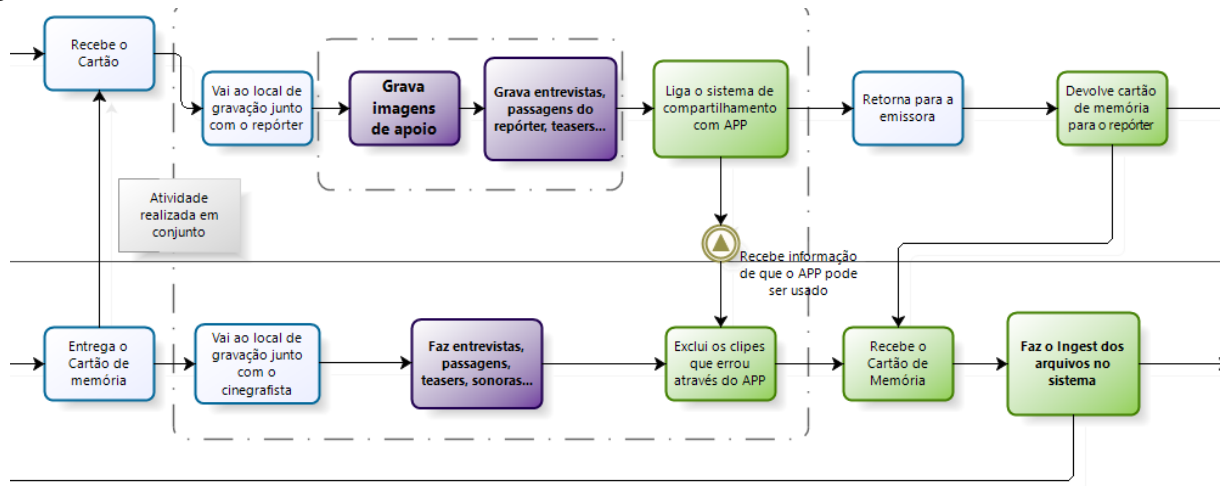 Recebe o
Cartão
Vai ao local de
gravação junto
com o repórter
Grava
imagens
de apoio
Grava entrevistas,
passagens do
repórter, teasers...
Liga o sistema de
compartilhamento
com APP
Retorna para a
emissora
Devolve cartão
de memória
para o repórter
Atividade
realizada em
conjunto
Recebe informação
de que o APP pode
ser usado
Entrega o
Cartão de
memória
Vai ao local de
gravação junto
com o
cinegrafista
Faz entrevistas,
passagens,
teasers, sonoras...
Exclui os clipes
que errou
através do APP
Recebe o
Cartão de
Memória
Faz o Ingest dos
arquivos no
sistema